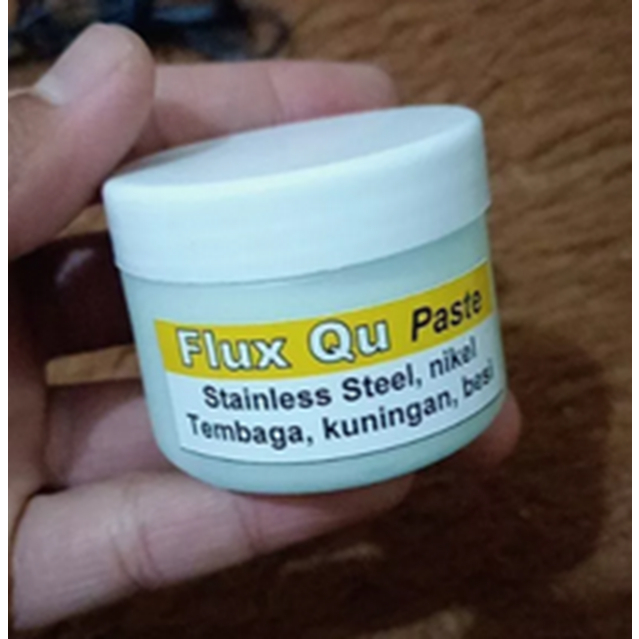 Flux Qu Paste
Stainless Steel, nikel
Tembaga, kuningan, besi